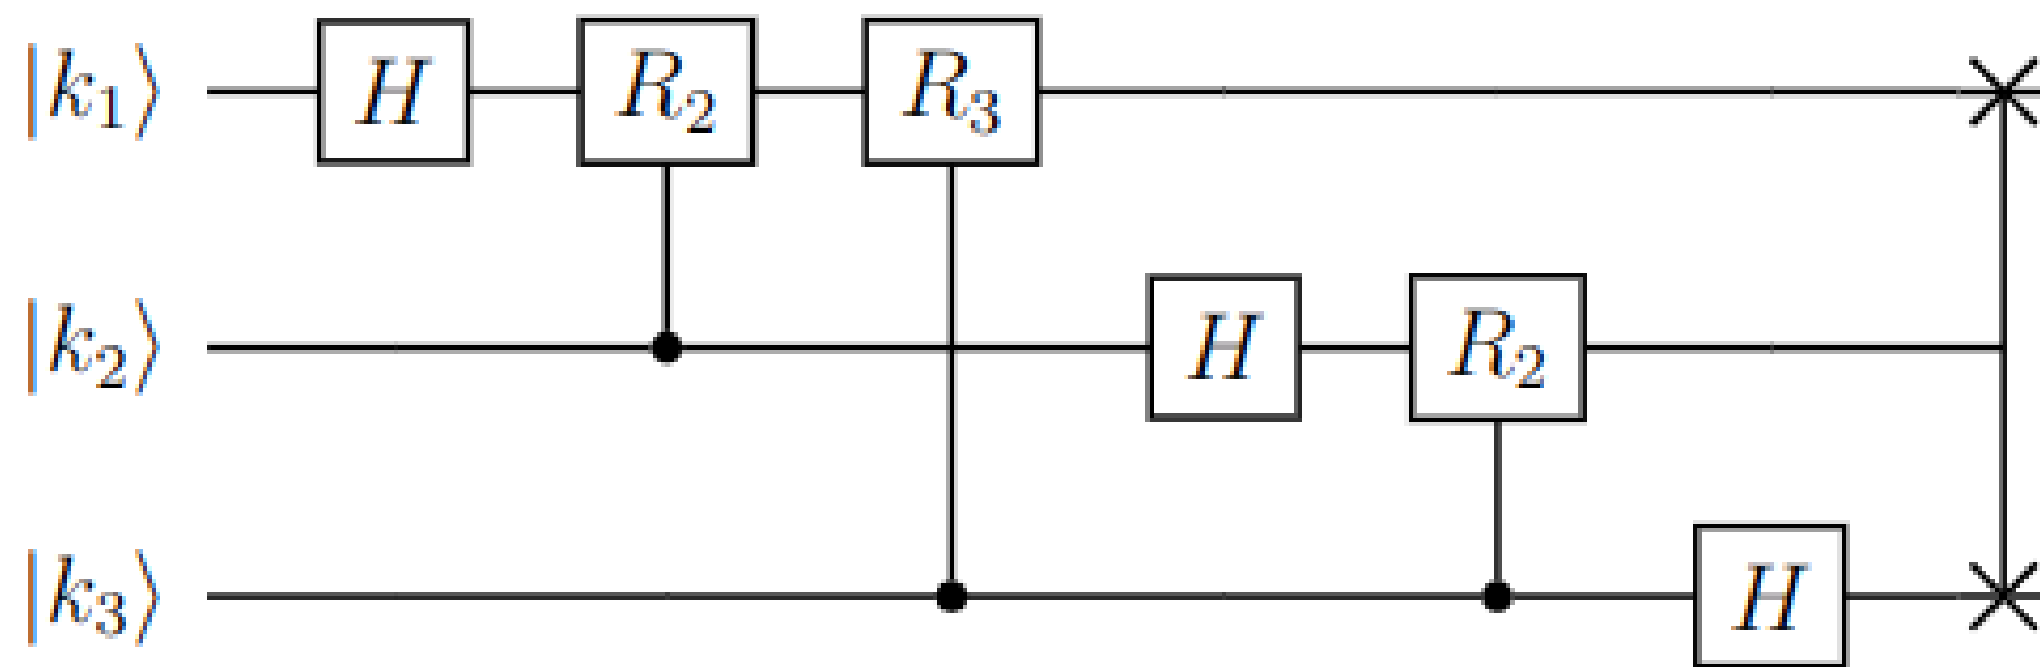 |k₁⟩ H R₂ R₃
|k₂⟩ H R₂
|k₃⟩ H